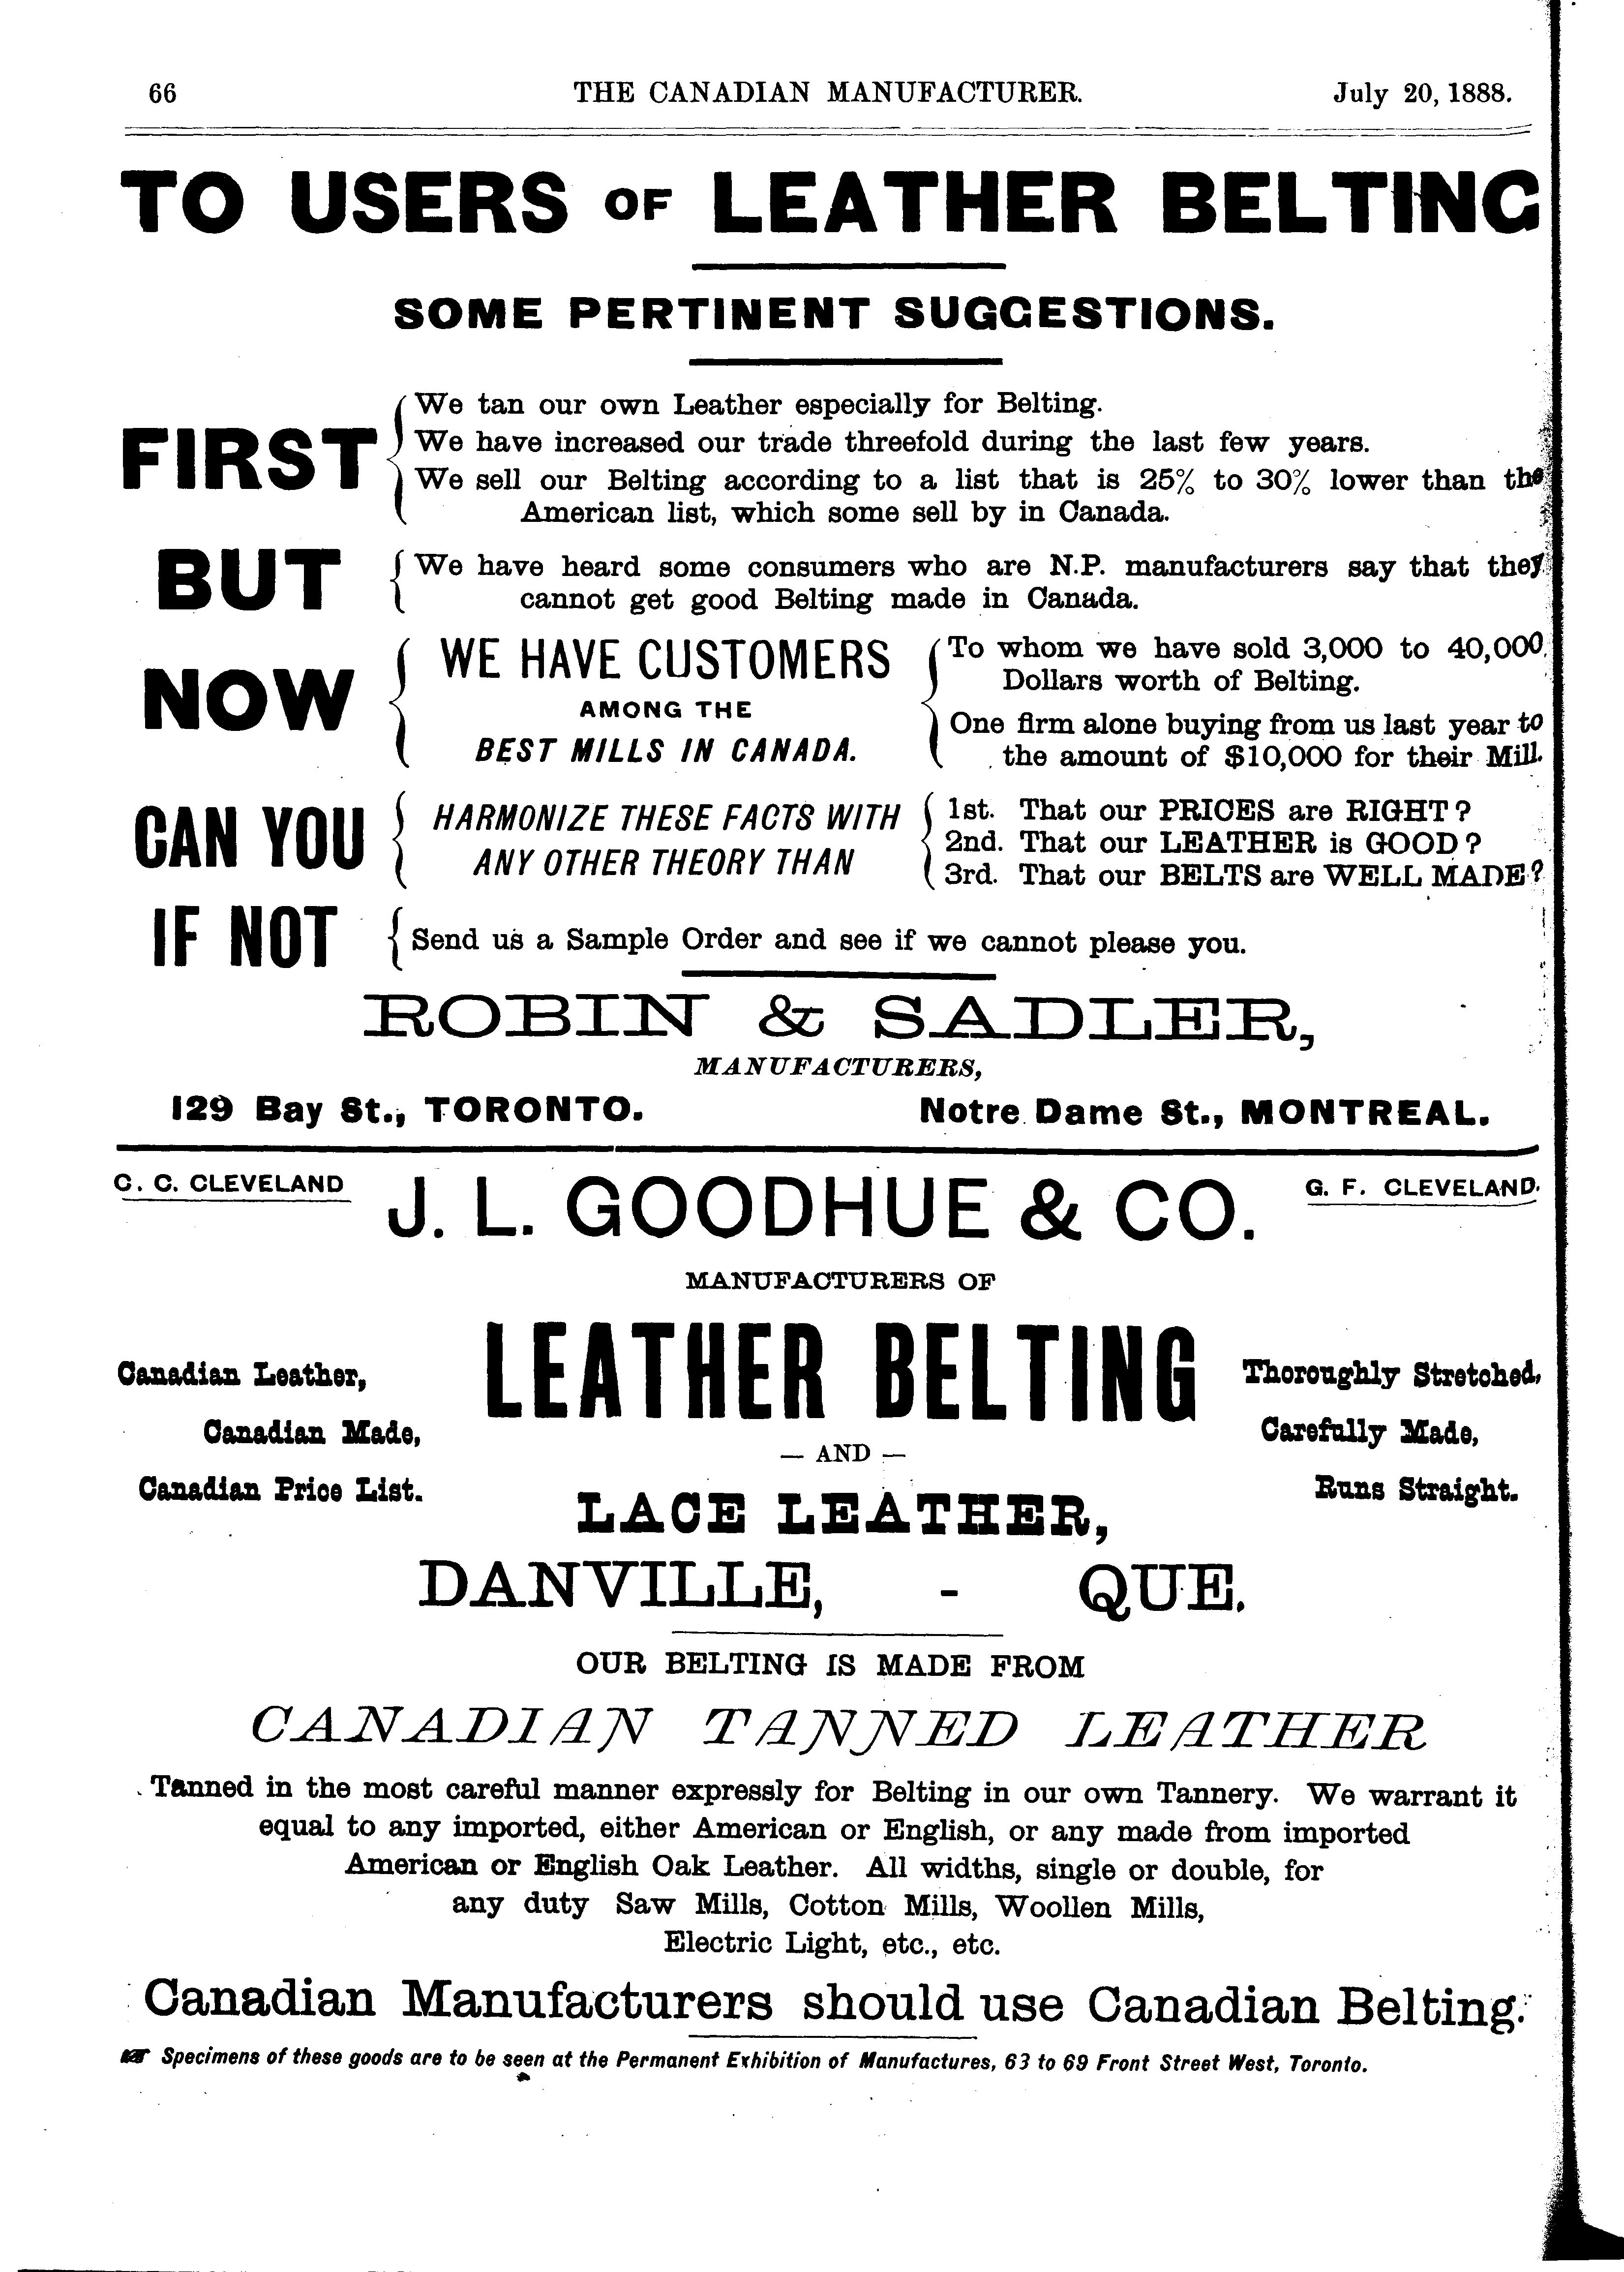 66 THE CANADIAN MANUFACTURER. July 20, 1888.
TO USERS OF LEATHER BELTING
SOME PERTINENT SUGGESTIONS.
FIRST
We tan our own Leather especially for Belting.
We have increased our trade threefold during the last few years.
We sell our Belting according to a list that is 25% to 30% lower than the
American list, which some sell by in Canada.
BUT
We have heard some consumers who are N.P. manufacturers say that they
cannot get good Belting made in Canada.
NOW
WE HAVE CUSTOMERS
AMONG THE
BEST MILLS IN CANADA.
To whom we have sold 3,000 to 40,000
Dollars worth of Belting.
One firm alone buying from us last year to
the amount of $10,000 for their Mill.
CAN YOU
HARMONIZE THESE FACTS WITH
ANY OTHER THEORY THAN
1st. That our PRICES are RIGHT?
2nd. That our LEATHER is GOOD?
3rd. That our BELTS are WELL MADE?
IF NOT
Send us a Sample Order and see if we cannot please you.
ROBIN & SADLER,
MANUFACTURERS,
129 Bay St., TORONTO. Notre Dame St., MONTREAL.
C. C. CLEVELAND
J. L. GOODHUE & CO.
G. F. CLEVELAND.
MANUFACTURERS OF
LEATHER BELTING
Canadian Leather,
Canadian Made,
Canadian Price List.
Thoroughly Stretched,
Carefully Made,
Runs Straight.
— AND —
LACE LEATHER,
DANVILLE, - QUE.
OUR BELTING IS MADE FROM
CANADIAN TANNED LEATHER
Tanned in the most careful manner expressly for Belting in our own Tannery. We warrant it
equal to any imported, either American or English, or any made from imported
American or English Oak Leather. All widths, single or double, for
any duty Saw Mills, Cotton Mills, Woollen Mills,
Electric Light, etc., etc.
Canadian Manufacturers should use Canadian Belting.
☛ Specimens of these goods are to be seen at the Permanent Exhibition of Manufactures, 63 to 69 Front Street West, Toronto.